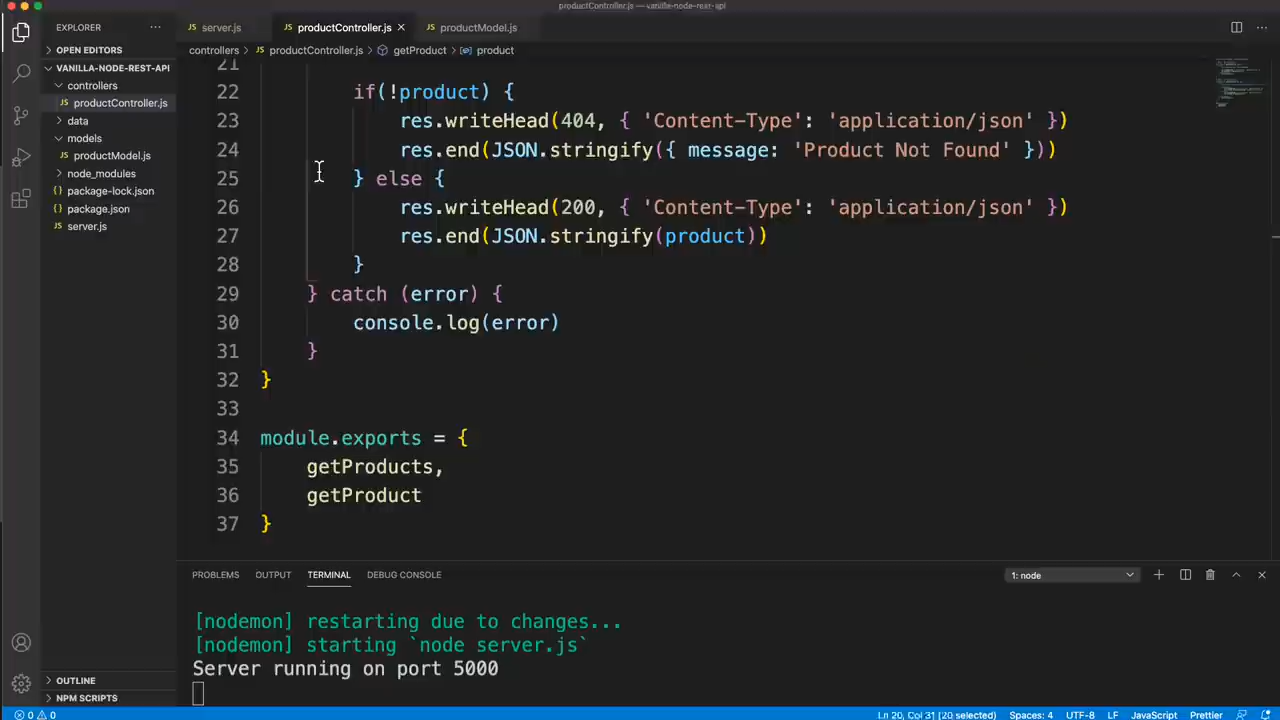 productController.js — vanilla-node-rest-api
EXPLORER
server.js
productController.js
productModel.js
OPEN EDITORS
controllers
productController.js
getProduct
product
VANILLA-NODE-REST-API
controllers
productController.js
data
models
productModel.js
node_modules
package-lock.json
package.json
server.js
21
22 if(!product) {
23 res.writeHead(404, { 'Content-Type': 'application/json' })
24 res.end(JSON.stringify({ message: 'Product Not Found' }))
25 } else {
26 res.writeHead(200, { 'Content-Type': 'application/json' })
27 res.end(JSON.stringify(product))
28 }
29 } catch (error) {
30 console.log(error)
31 }
32 }
33
34 module.exports = {
35 getProducts,
36 getProduct
37 }
PROBLEMS OUTPUT TERMINAL DEBUG CONSOLE
1: node
[nodemon] restarting due to changes...
[nodemon] starting `node server.js`
Server running on port 5000
OUTLINE
NPM SCRIPTS
0 0
Ln 20, Col 31 (20 selected) Spaces: 4 UTF-8 LF JavaScript Prettier